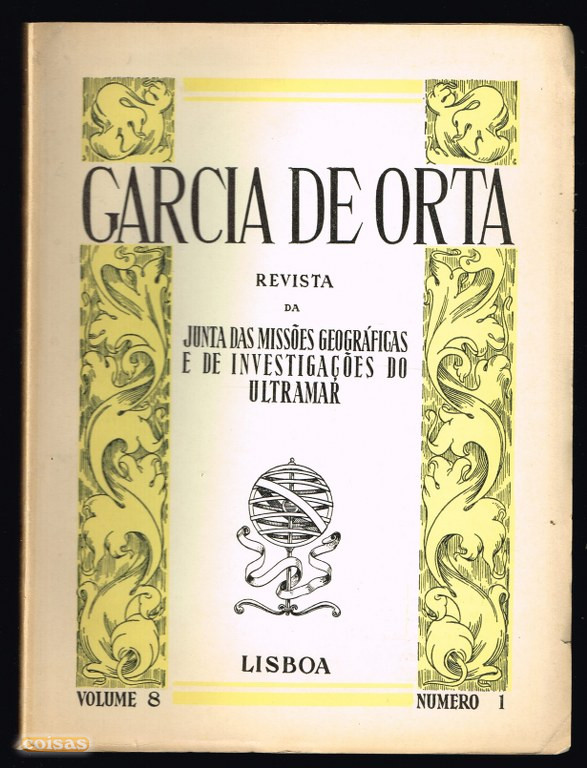 GARCIA DE ORTA
REVISTA
DA
JUNTA DAS MISSÕES GEOGRÁFICAS
E DE INVESTIGAÇÕES DO
ULTRAMAR
LISBOA
VOLUME 8
NUMERO 1
coisas